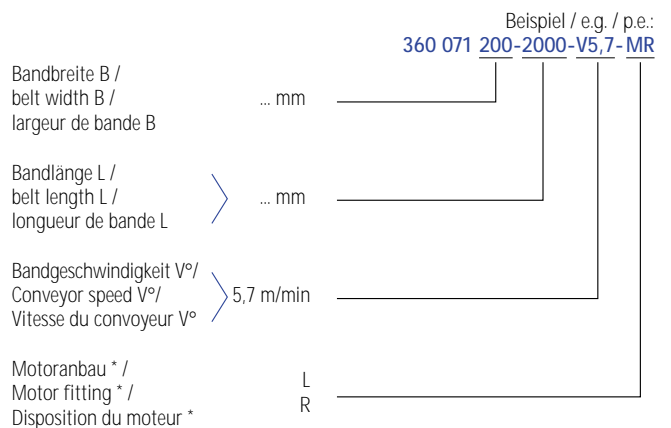 Beispiel / e.g. / p.e.:
360 071 200-2000-V5,7-MR
Bandbreite B /
belt width B / ... mm
largeur de bande B
Bandlänge L /
belt length L / ... mm
longueur de bande L
Bandgeschwindigkeit V°/
Conveyor speed V°/ 5,7 m/min
Vitesse du convoyeur V°
Motoranbau * /
Motor fitting * /
Disposition du moteur *
L
R